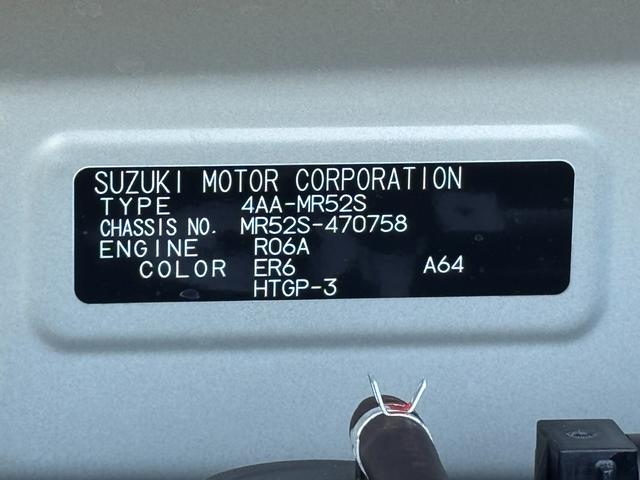 SUZUKI MOTOR CORPORATION
TYPE 4AA-MR52S
CHASSIS NO. MR52S-470758
ENGINE R06A
COLOR ER6 A64
HTGP-3